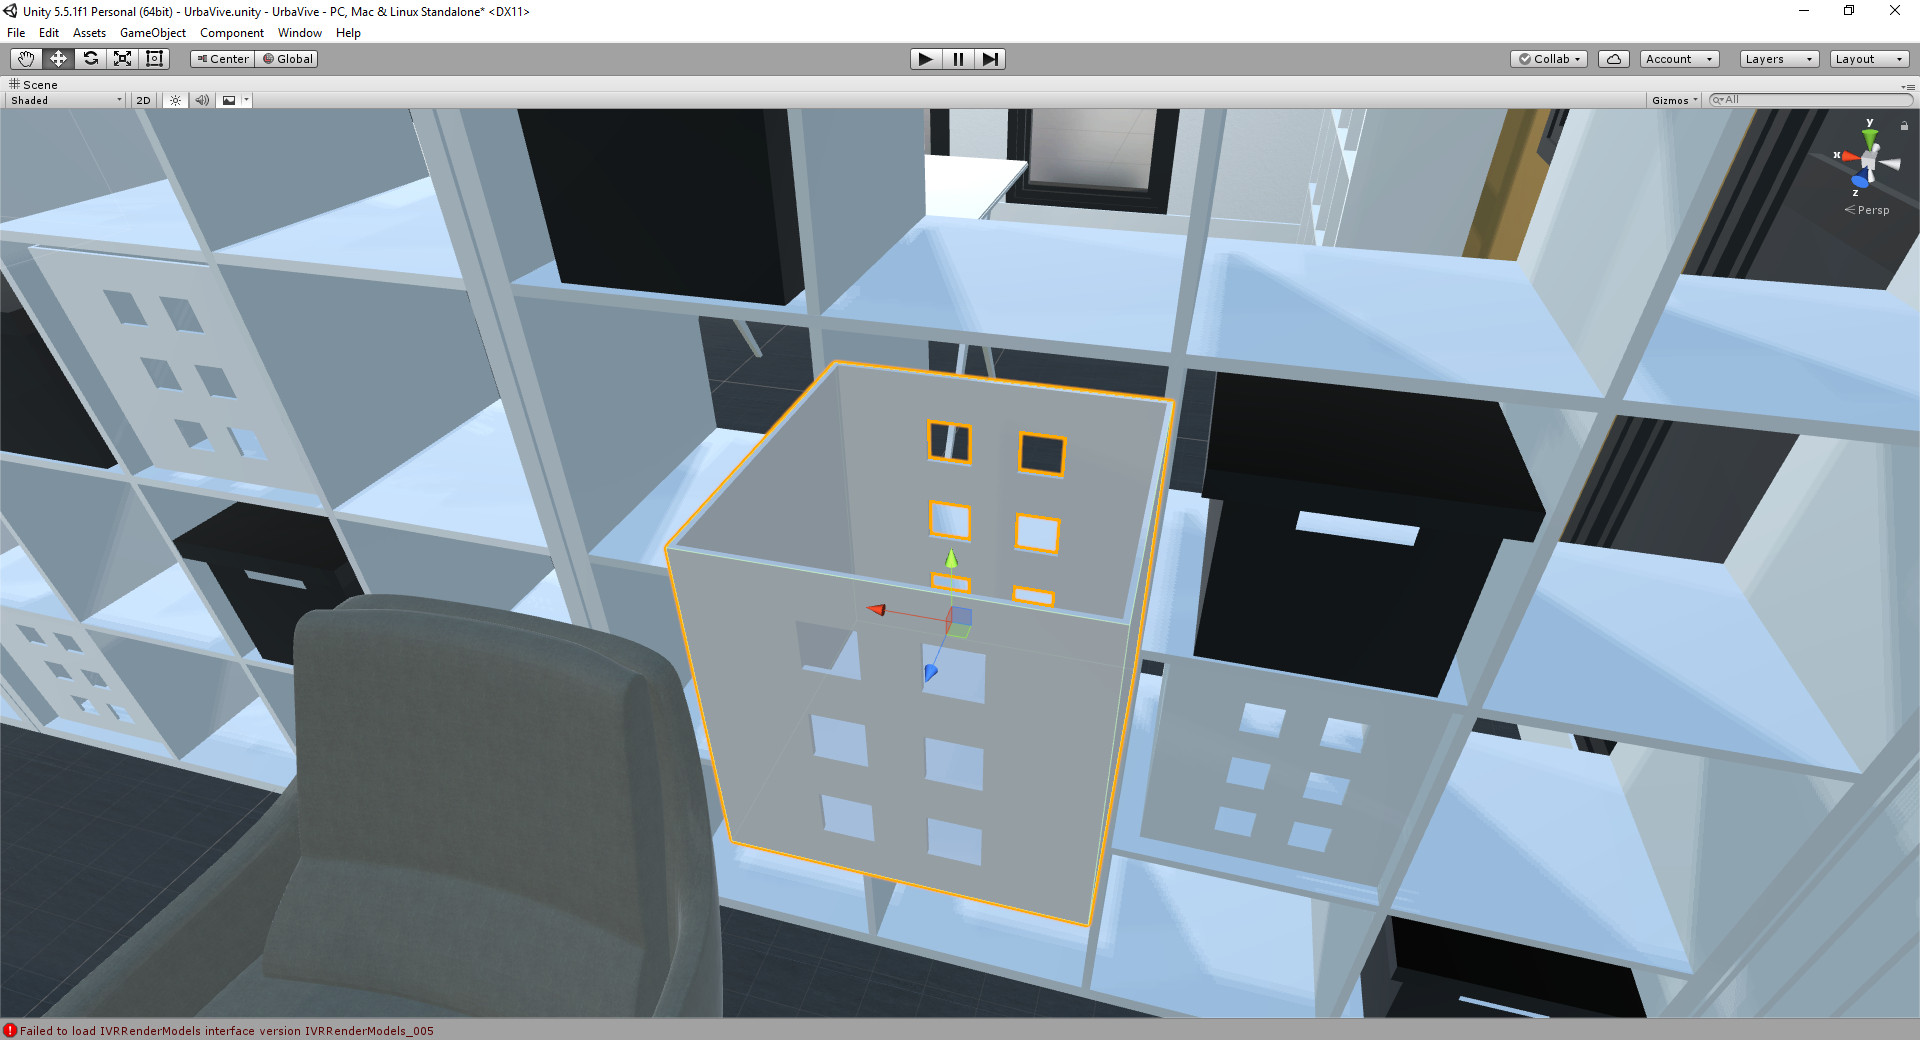 Unity 5.5.1f1 Personal (64bit) - UrbaVive.unity - UrbaVive - PC, Mac & Linux Standalone* <DX11>
File Edit Assets GameObject Component Window Help
Center Global Collab Account Layers Layout
Scene
Shaded 2D Gizmos All
y
x
z
Persp
Failed to load IVRRenderModels interface version IVRRenderModels_005